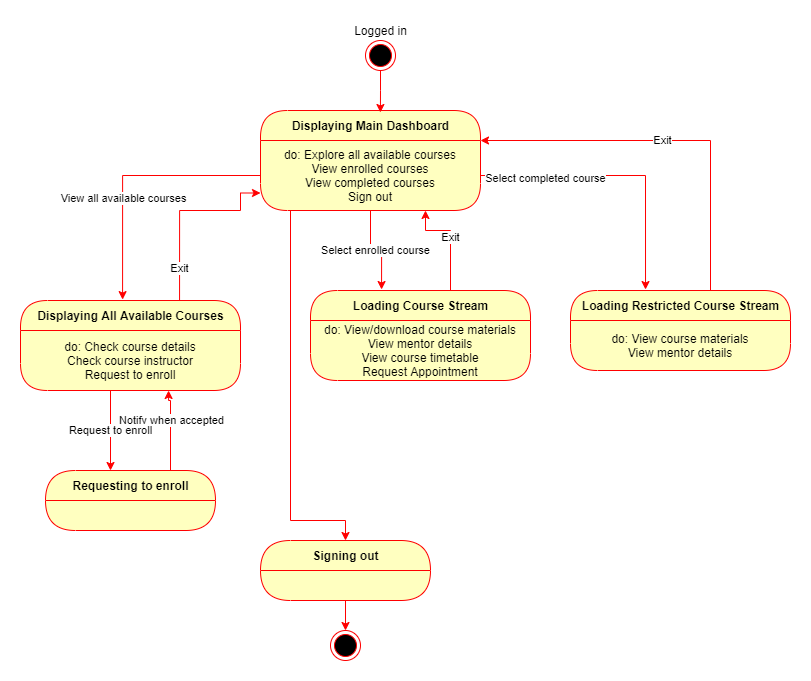 Logged in
Displaying Main Dashboard
do: Explore all available courses
View enrolled courses
View completed courses
Sign out
Exit
Select completed course
View all available courses
Exit
Select enrolled course
Exit
Displaying All Available Courses
do: Check course details
Check course instructor
Request to enroll
Loading Course Stream
do: View/download course materials
View mentor details
View course timetable
Request Appointment
Loading Restricted Course Stream
do: View course materials
View mentor details
Notify when accepted
Request to enroll
Requesting to enroll
Signing out